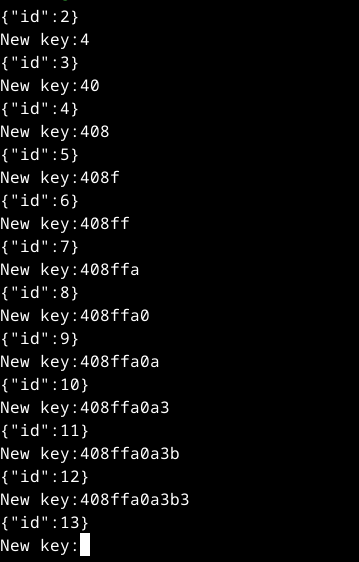 {"id":2}
New key:4
{"id":3}
New key:40
{"id":4}
New key:408
{"id":5}
New key:408f
{"id":6}
New key:408ff
{"id":7}
New key:408ffa
{"id":8}
New key:408ffa0
{"id":9}
New key:408ffa0a
{"id":10}
New key:408ffa0a3
{"id":11}
New key:408ffa0a3b
{"id":12}
New key:408ffa0a3b3
{"id":13}
New key: